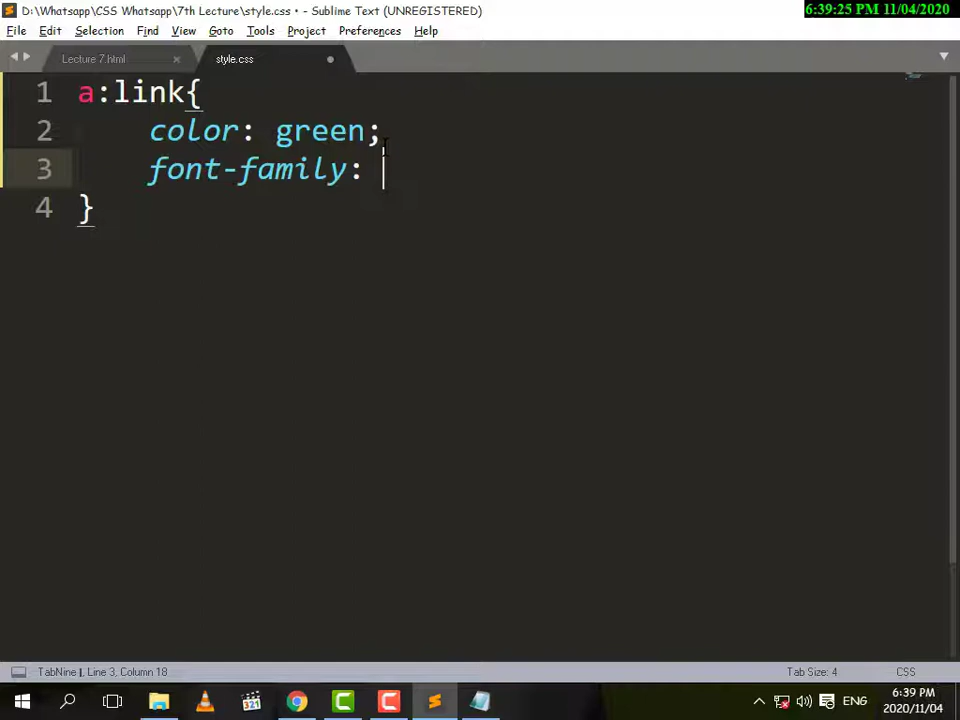 D:\Whatsapp\CSS Whatsapp\7th Lecture\style.css • - Sublime Text (UNREGISTERED)
6:39:25 PM 11/04/2020
File Edit Selection Find View Goto Tools Project Preferences Help
Lecture 7.html × style.css
1 a:link{
2 color: green;
3 font-family:
4 }
TabNine, Line 3, Column 18 Tab Size: 4 CSS
321
ENG
6:39 PM
2020/11/04